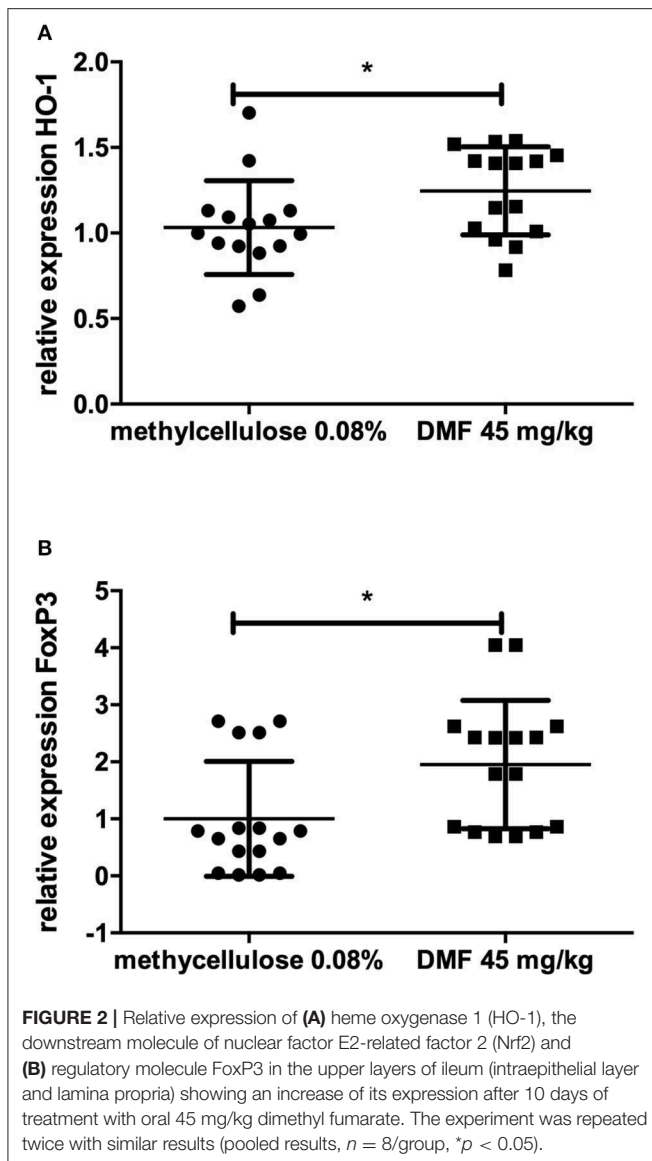 A
relative expression HO-1
2.0
1.5
1.0
0.5
0.0
*
methylcellulose 0.08%
DMF 45 mg/kg
B
relative expression FoxP3
5
4
3
2
1
0
-1
*
methycellulose 0.08%
DMF 45 mg/kg
FIGURE 2 | Relative expression of (A) heme oxygenase 1 (HO-1), the
downstream molecule of nuclear factor E2-related factor 2 (Nrf2) and
(B) regulatory molecule FoxP3 in the upper layers of ileum (intraepithelial layer
and lamina propria) showing an increase of its expression after 10 days of
treatment with oral 45 mg/kg dimethyl fumarate. The experiment was repeated
twice with similar results (pooled results, n = 8/group, *p < 0.05).